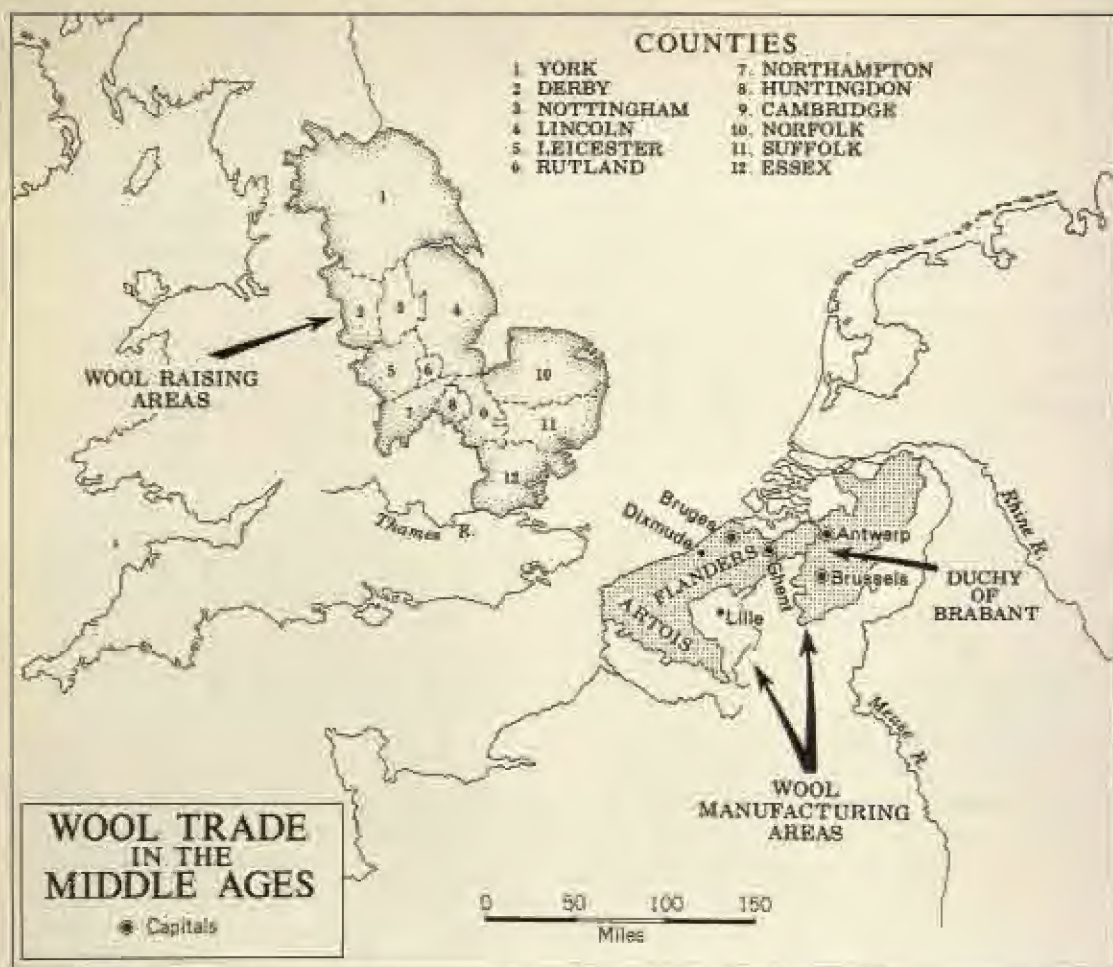 COUNTIES
1 YORK
2 DERBY
3 NOTTINGHAM
4 LINCOLN
5 LEICESTER
6 RUTLAND
7. NORTHAMPTON
8. HUNTINGDON
9. CAMBRIDGE
10. NORFOLK
11. SUFFOLK
12. ESSEX
1
2
3
4
5
6
7
8
9
10
11
12
WOOL RAISING
AREAS
Thames R.
Bruges
Dixmude
FLANDERS
ARTOIS
Ghent
Lille
Antwerp
Brussels
Rhine R.
DUCHY
OF
BRABANT
Meuse R.
WOOL
MANUFACTURING
AREAS
WOOL TRADE
IN THE
MIDDLE AGES
Capitals
0 50 100 150
Miles